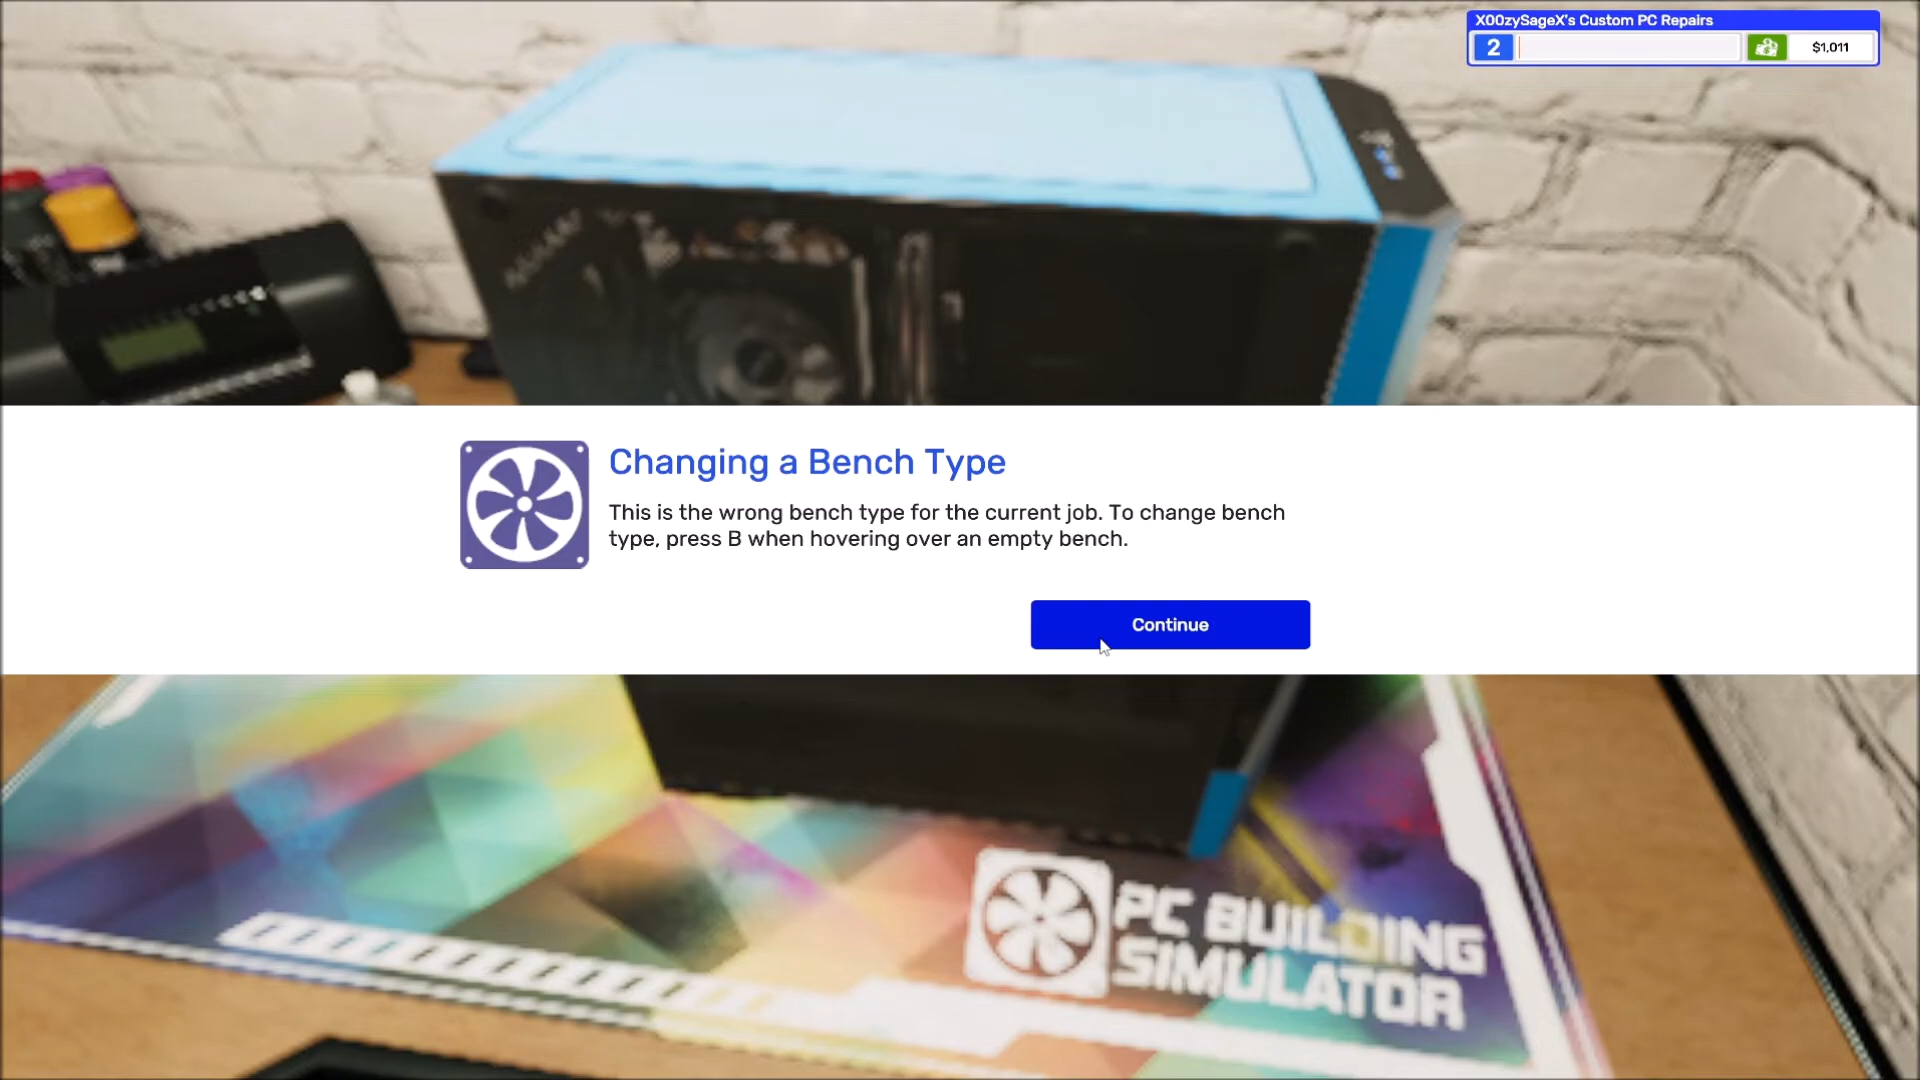 X00zySageX's Custom PC Repairs
2
$1,011
Changing a Bench Type
This is the wrong bench type for the current job. To change bench
type, press B when hovering over an empty bench.
Continue
PC BUILDING
SIMULATOR